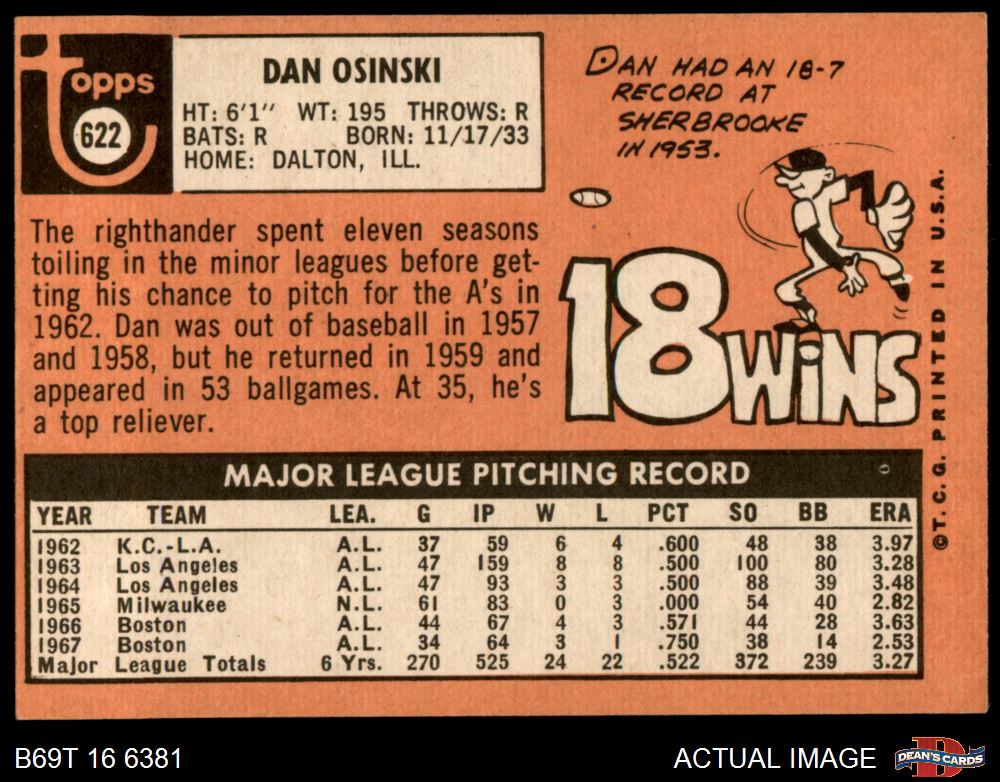 topps
622
DAN OSINSKI
HT: 6'1" WT: 195 THROWS: R
BATS: R BORN: 11/17/33
HOME: DALTON, ILL.
DAN HAD AN 18-7
RECORD AT
SHERBROOKE
IN 1953.
The righthander spent eleven seasons
toiling in the minor leagues before get-
ting his chance to pitch for the A's in
1962. Dan was out of baseball in 1957
and 1958, but he returned in 1959 and
appeared in 53 ballgames. At 35, he's
a top reliever.
18 WiNS
©T. C. G. PRINTED IN U.S.A.
MAJOR LEAGUE PITCHING RECORD
YEAR TEAM LEA. G IP W L PCT SO BB ERA
1962 K.C.-L.A. A.L. 37 59 6 4 .600 48 38 3.97
1963 Los Angeles A.L. 47 159 8 8 .500 100 80 3.28
1964 Los Angeles A.L. 47 93 3 3 .500 88 39 3.48
1965 Milwaukee N.L. 61 83 0 3 .000 54 40 2.82
1966 Boston A.L. 44 67 4 3 .571 44 28 3.63
1967 Boston A.L. 34 64 3 1 .750 38 14 2.53
Major League Totals 6 Yrs. 270 525 24 22 .522 372 239 3.27
B69T 16 6381 ACTUAL IMAGE
D
DEAN'S CARDS